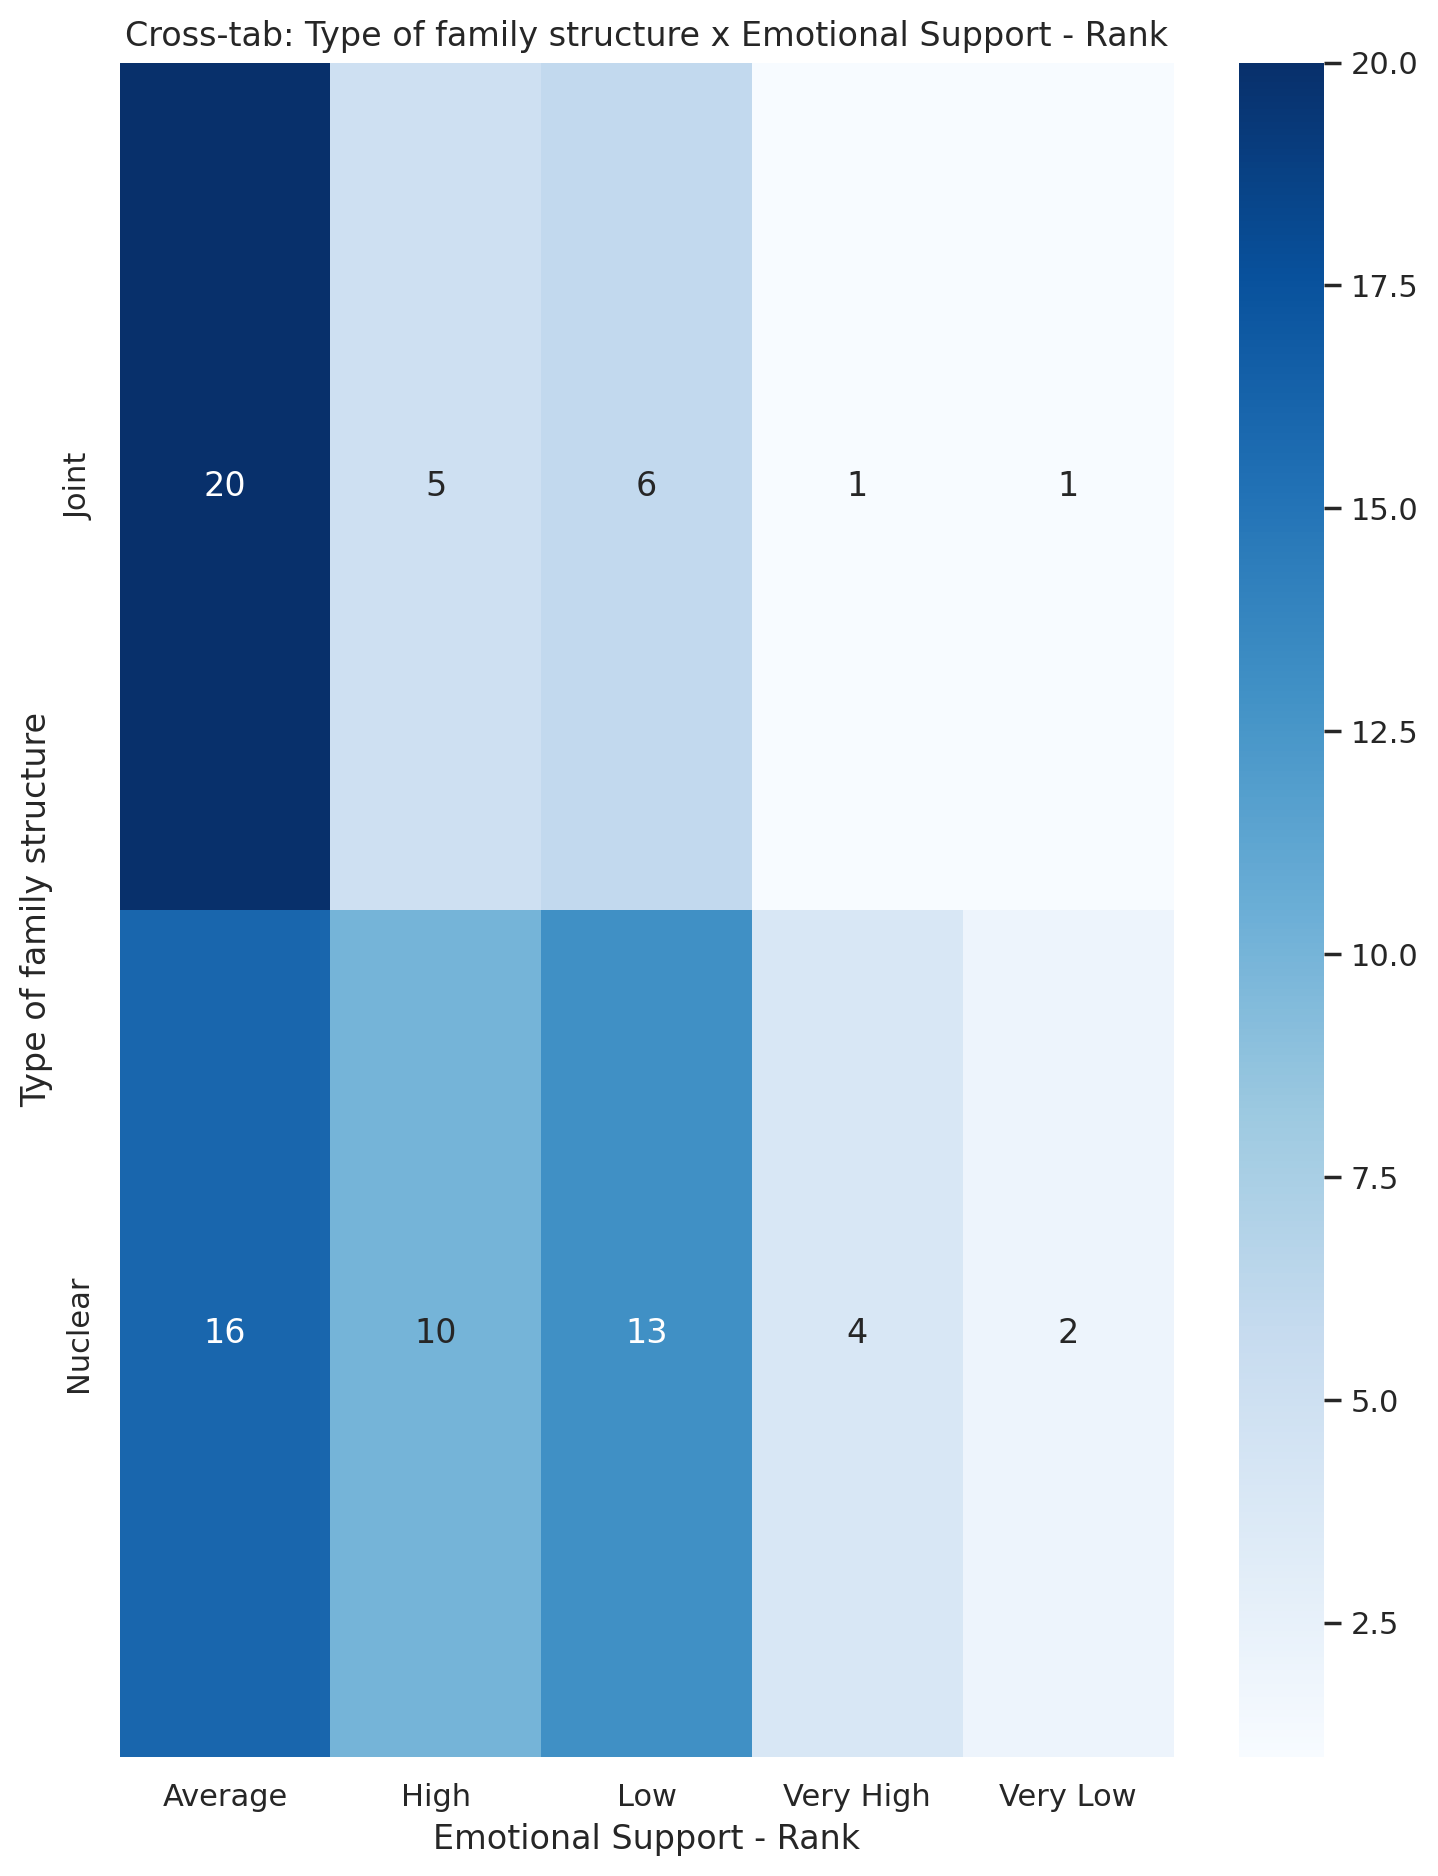 Cross-tab: Type of family structure x Emotional Support - Rank
Type of family structure
Joint
20 5 6 1 1
Nuclear
16 10 13 4 2
Average High Low Very High Very Low
Emotional Support - Rank
20.0
17.5
15.0
12.5
10.0
7.5
5.0
2.5